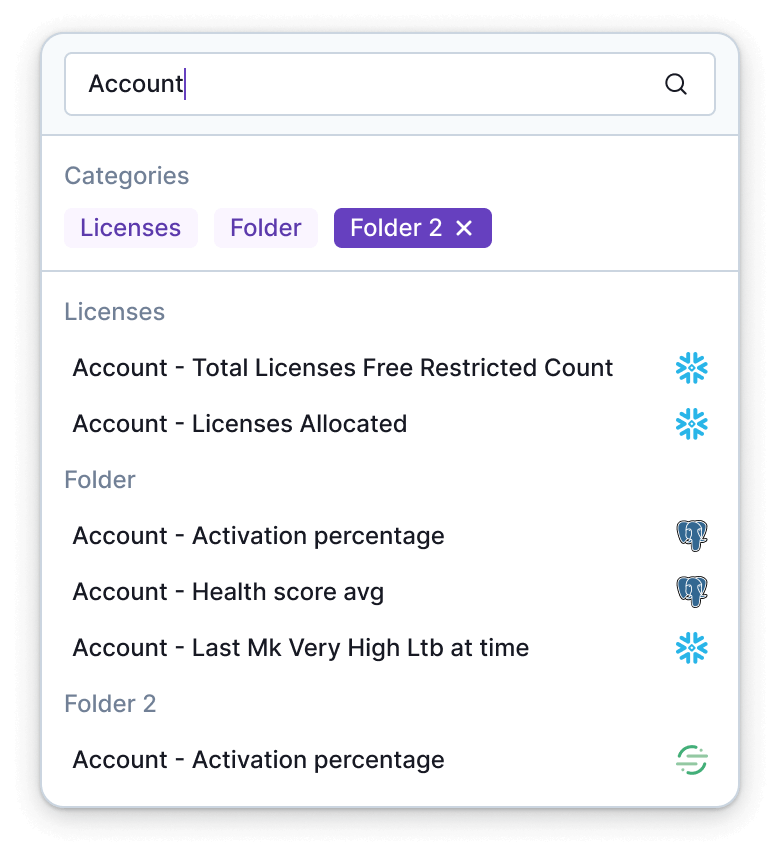 Account
Categories
Licenses Folder Folder 2
Licenses
Account - Total Licenses Free Restricted Count
Account - Licenses Allocated
Folder
Account - Activation percentage
Account - Health score avg
Account - Last Mk Very High Ltb at time
Folder 2
Account - Activation percentage